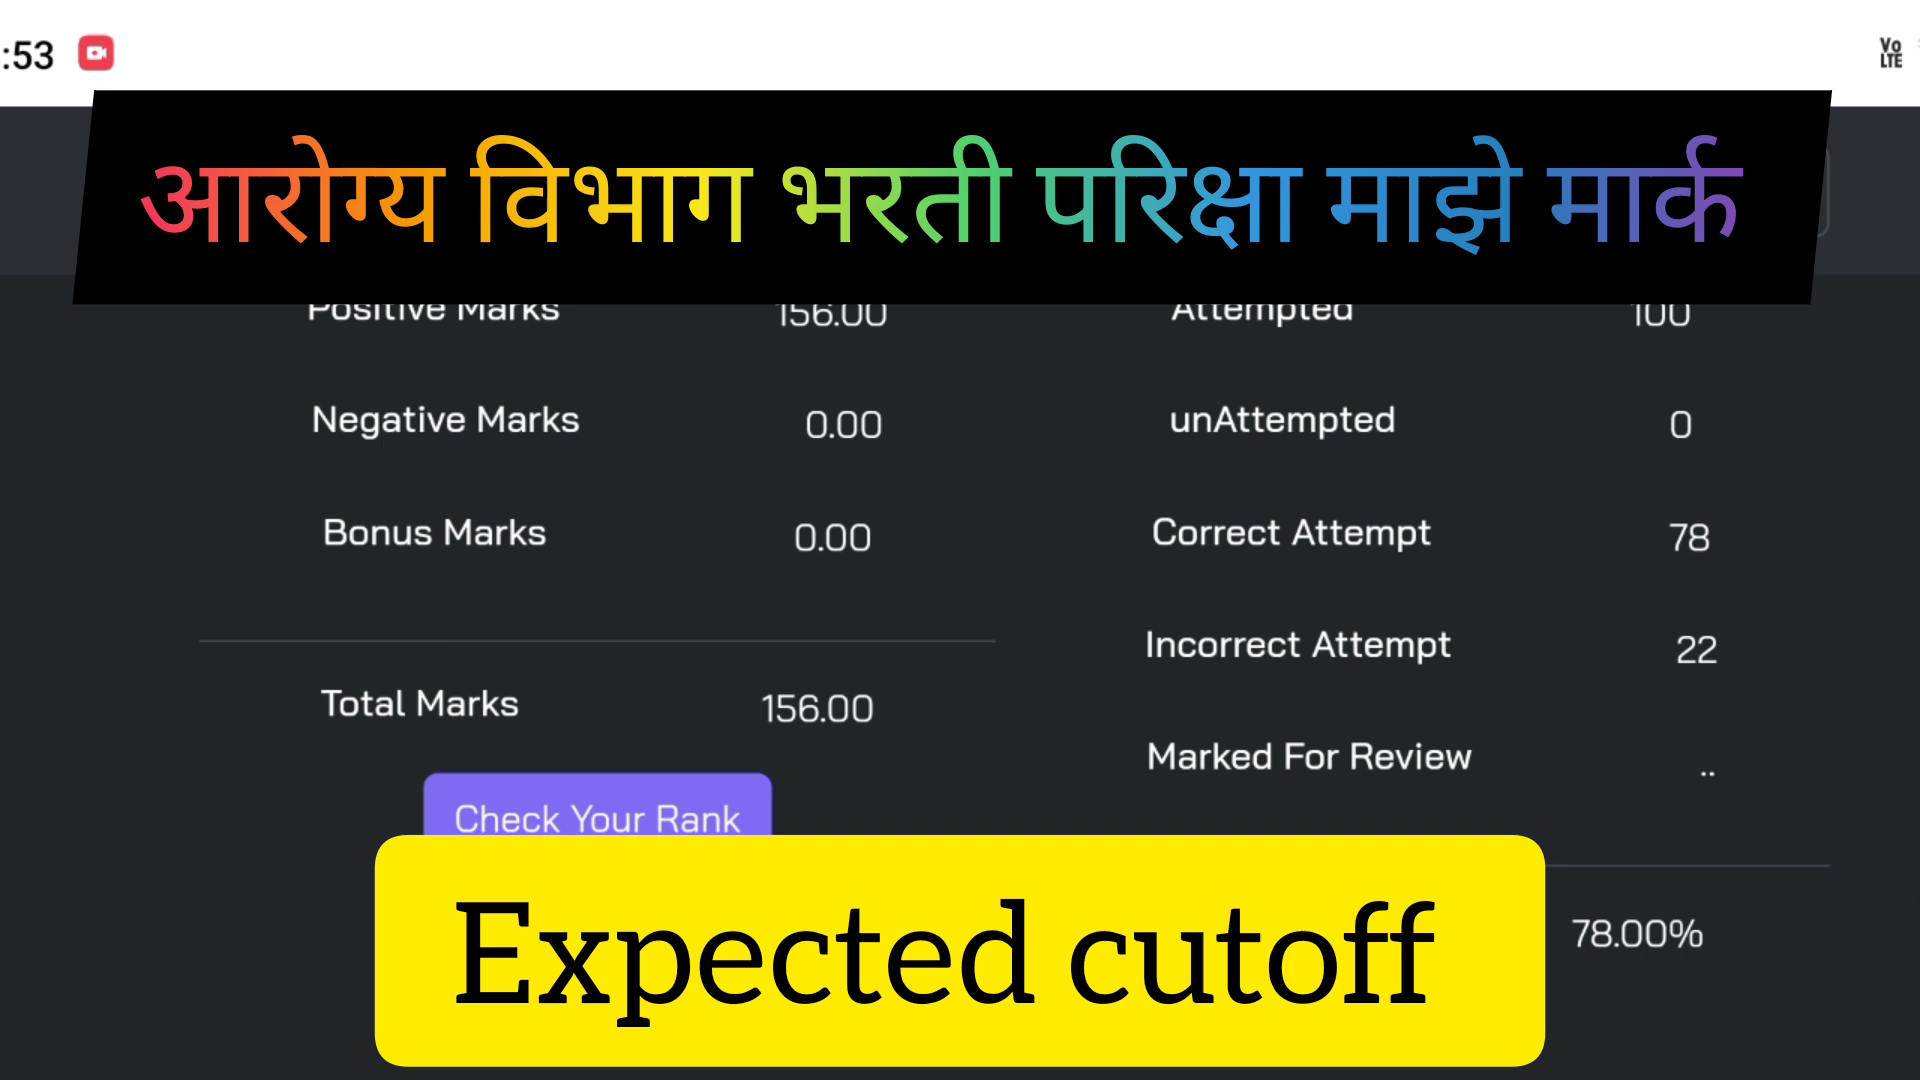 :53
Vo
LTE
आरोग्य विभाग भरती परिक्षा माझे मार्क
Positive Marks 156.00
Negative Marks 0.00
Bonus Marks 0.00
Total Marks 156.00
Check Your Rank
Attempted 100
unAttempted 0
Correct Attempt 78
Incorrect Attempt 22
Marked For Review ..
78.00%
Expected cutoff